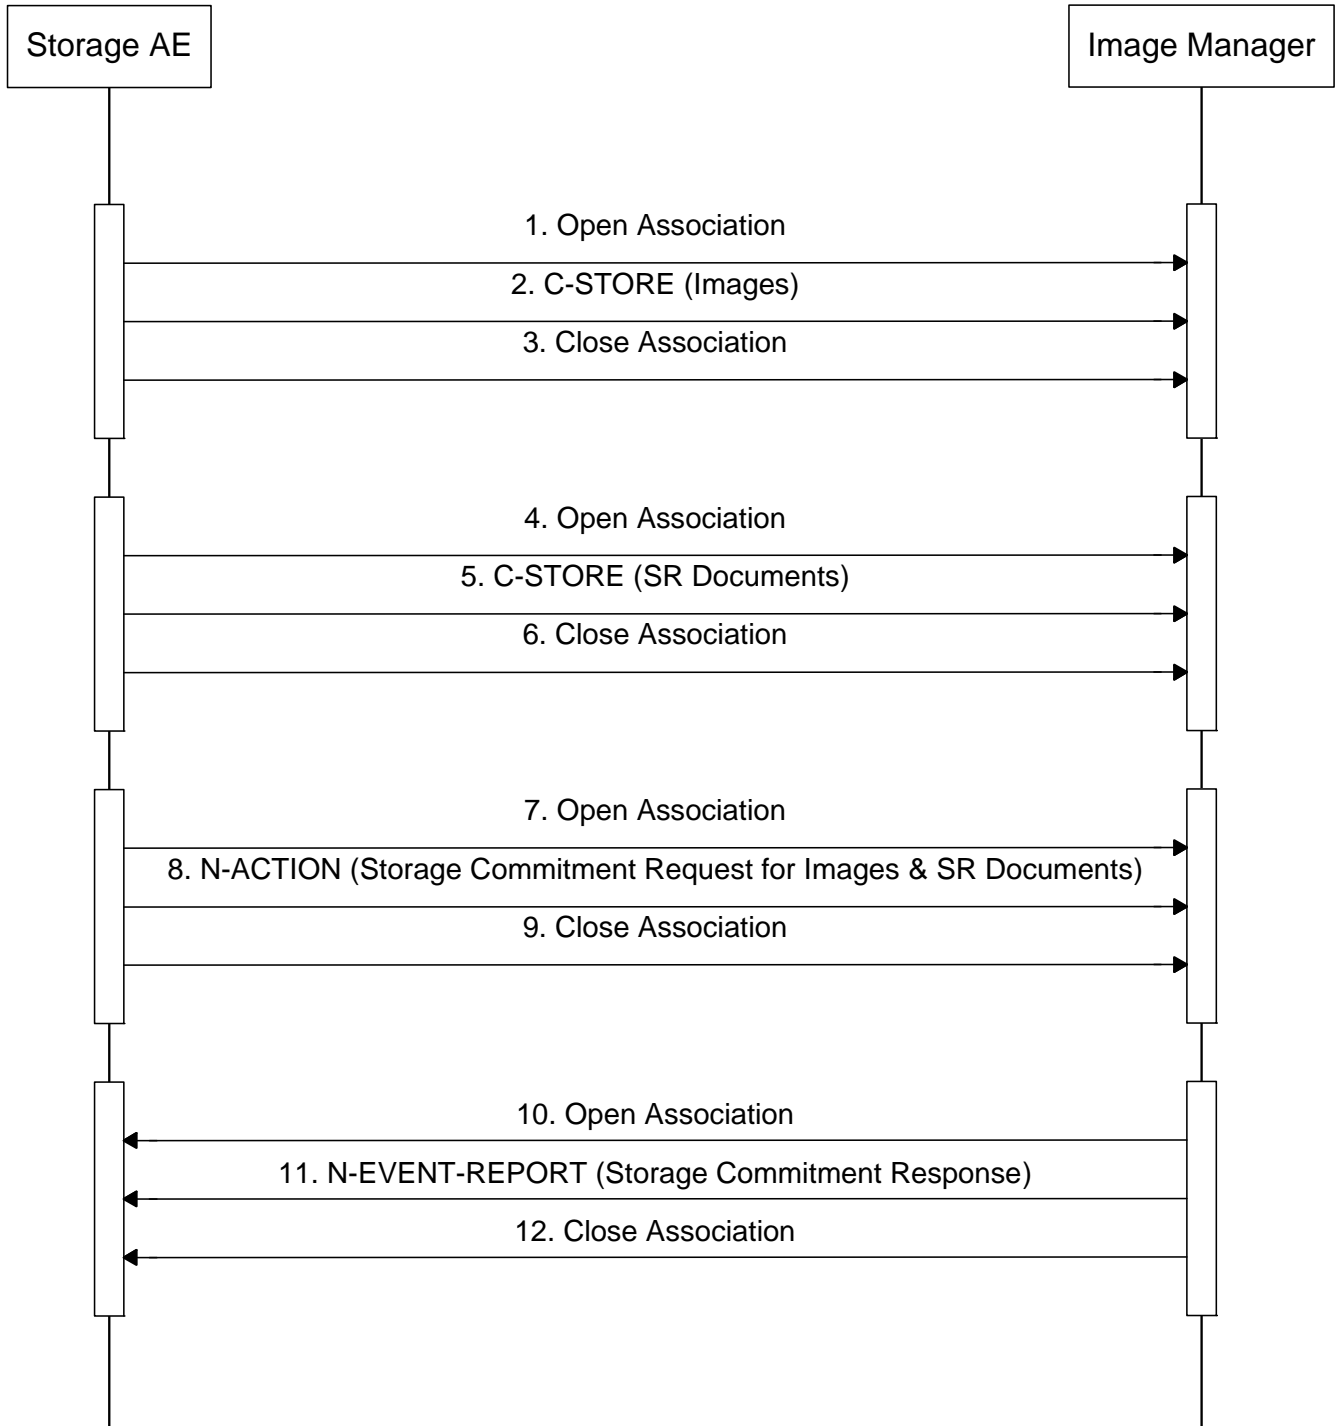 Storage AE
Image Manager
1. Open Association
2. C-STORE (Images)
3. Close Association
4. Open Association
5. C-STORE (SR Documents)
6. Close Association
7. Open Association
8. N-ACTION (Storage Commitment Request for Images & SR Documents)
9. Close Association
10. Open Association
11. N-EVENT-REPORT (Storage Commitment Response)
12. Close Association